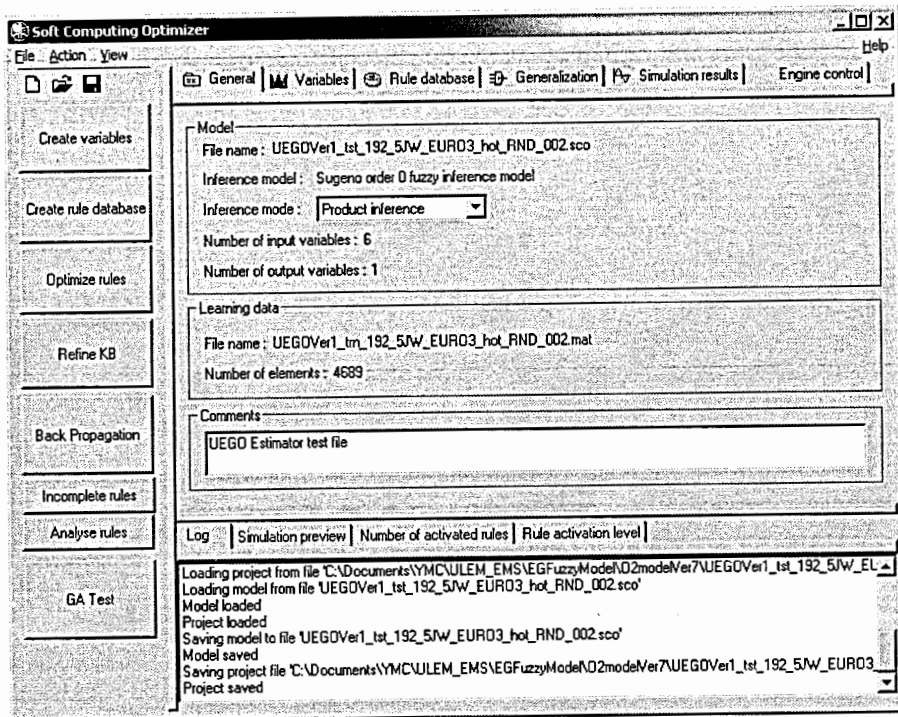 Soft Computing Optimizer
File Action View
Help
General Variables Rule database Generalization Simulation results Engine control
Create variables
Create rule database
Optimize rules
Refine KB
Back Propagation
Incomplete rules
Analyse rules
GA Test
Model
File name : UEGOVer1_tst_192_5JW_EURO3_hot_RND_002.sco
Inference model : Sugeno order 0 fuzzy inference model
Inference mode : Product inference
Number of input variables : 6
Number of output variables : 1
Learning data
File name : UEGOVer1_trn_192_5JW_EURO3_hot_RND_002.mat
Number of elements : 4689
Comments
UEGO Estimator test file
Log Simulation preview Number of activated rules Rule activation level
Loading project from file 'C:\Documents\YMC\ULEM_EMS\EGFuzzyModel\O2modelVer7\UEGOVer1_tst_192_5JW_EU
Loading model from file 'UEGOVer1_tst_192_5JW_EURO3_hot_RND_002.sco'
Model loaded
Project loaded
Saving model to file 'UEGOVer1_tst_192_5JW_EURO3_hot_RND_002.sco'
Model saved
Saving project file 'C:\Documents\YMC\ULEM_EMS\EGFuzzyModel\O2modelVer7\UEGOVer1_tst_192_5JW_EURO3_
Project saved